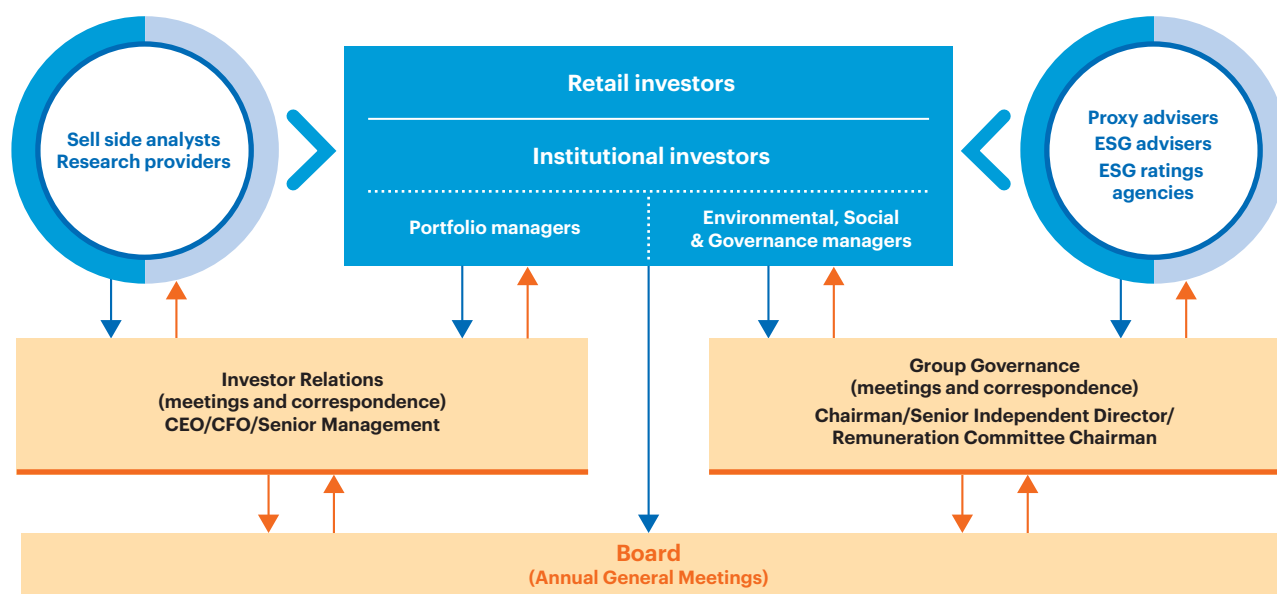 Sell side analysts
Research providers
Retail investors
Institutional investors
Portfolio managers
Environmental, Social
& Governance managers
Proxy advisers
ESG advisers
ESG ratings
agencies
Investor Relations
(meetings and correspondence)
CEO/CFO/Senior Management
Group Governance
(meetings and correspondence)
Chairman/Senior Independent Director/
Remuneration Committee Chairman
Board
(Annual General Meetings)